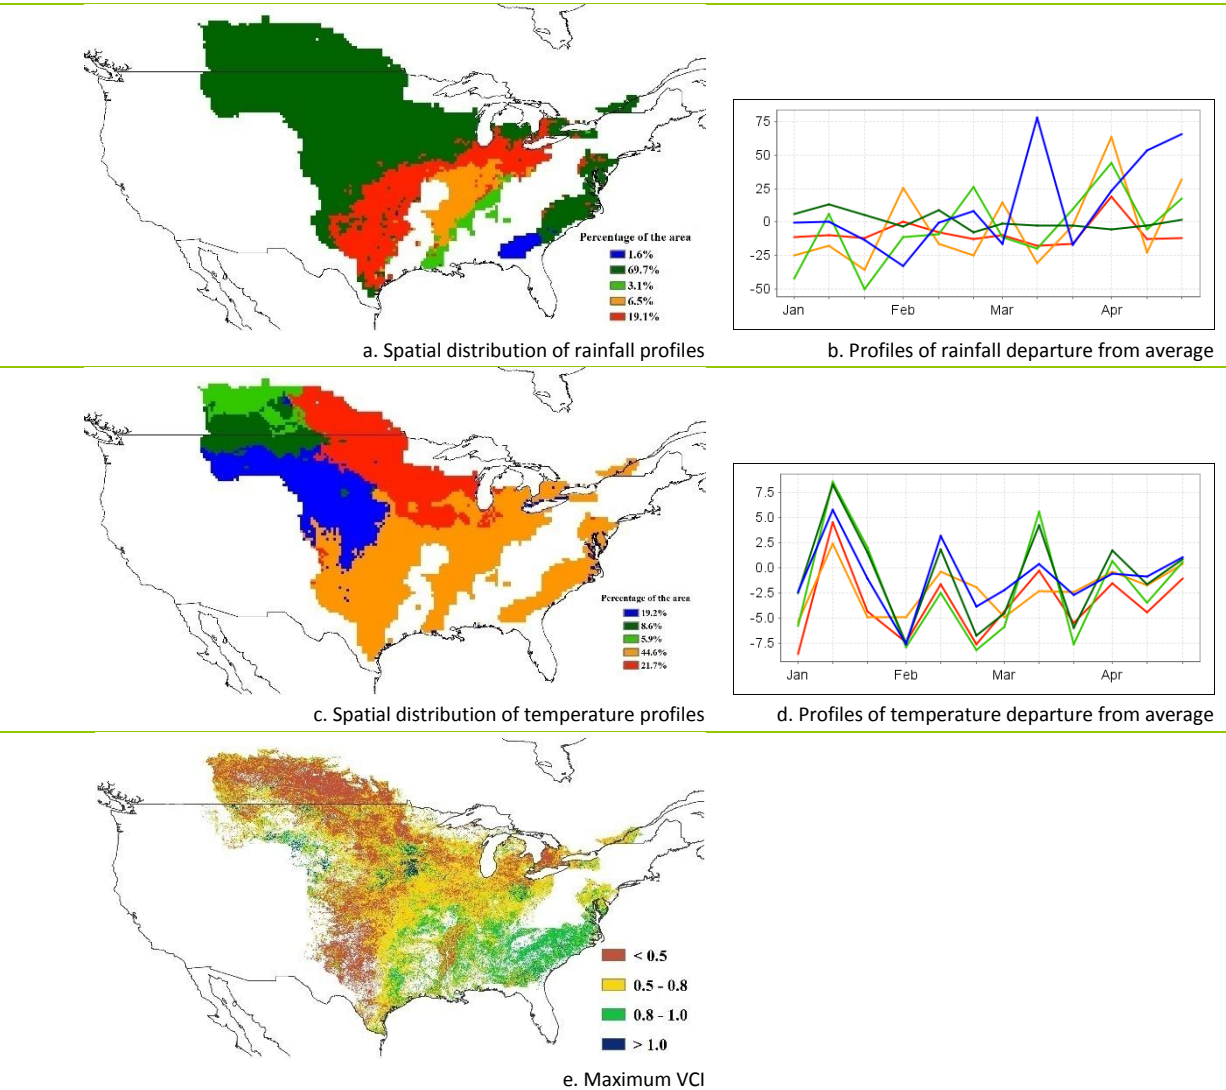 Percentage of the area
1.6%
69.7%
3.1%
6.5%
19.1%
75
50
25
0
-25
-50
Jan Feb Mar Apr
a. Spatial distribution of rainfall profiles
b. Profiles of rainfall departure from average
Percentage of the area
19.2%
8.6%
5.9%
44.6%
21.7%
7.5
5.0
2.5
0.0
-2.5
-5.0
-7.5
Jan Feb Mar Apr
c. Spatial distribution of temperature profiles
d. Profiles of temperature departure from average
< 0.5
0.5 - 0.8
0.8 - 1.0
> 1.0
e. Maximum VCI